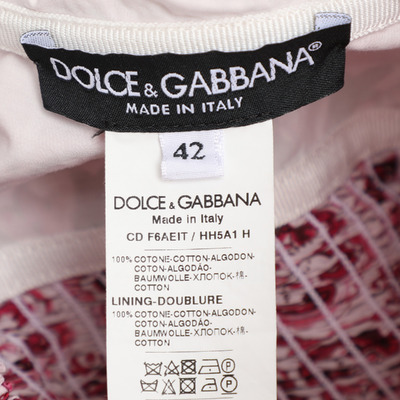 DOLCE & GABBANA®
MADE IN ITALY
42
DOLCE & GABBANA
Made in Italy
CD F6AEIT / HH5A1 H
100% COTONE-COTTON-ALGODON-
COTON-ALGODÃO-
BAUMWOLLE-ХЛОПОК-棉-
COTTON
LINING-DOUBLURE
100% COTONE-COTTON-ALGODON-
COTON-ALGODÃO-
BAUMWOLLE-ХЛОПОК-棉-
COTTON